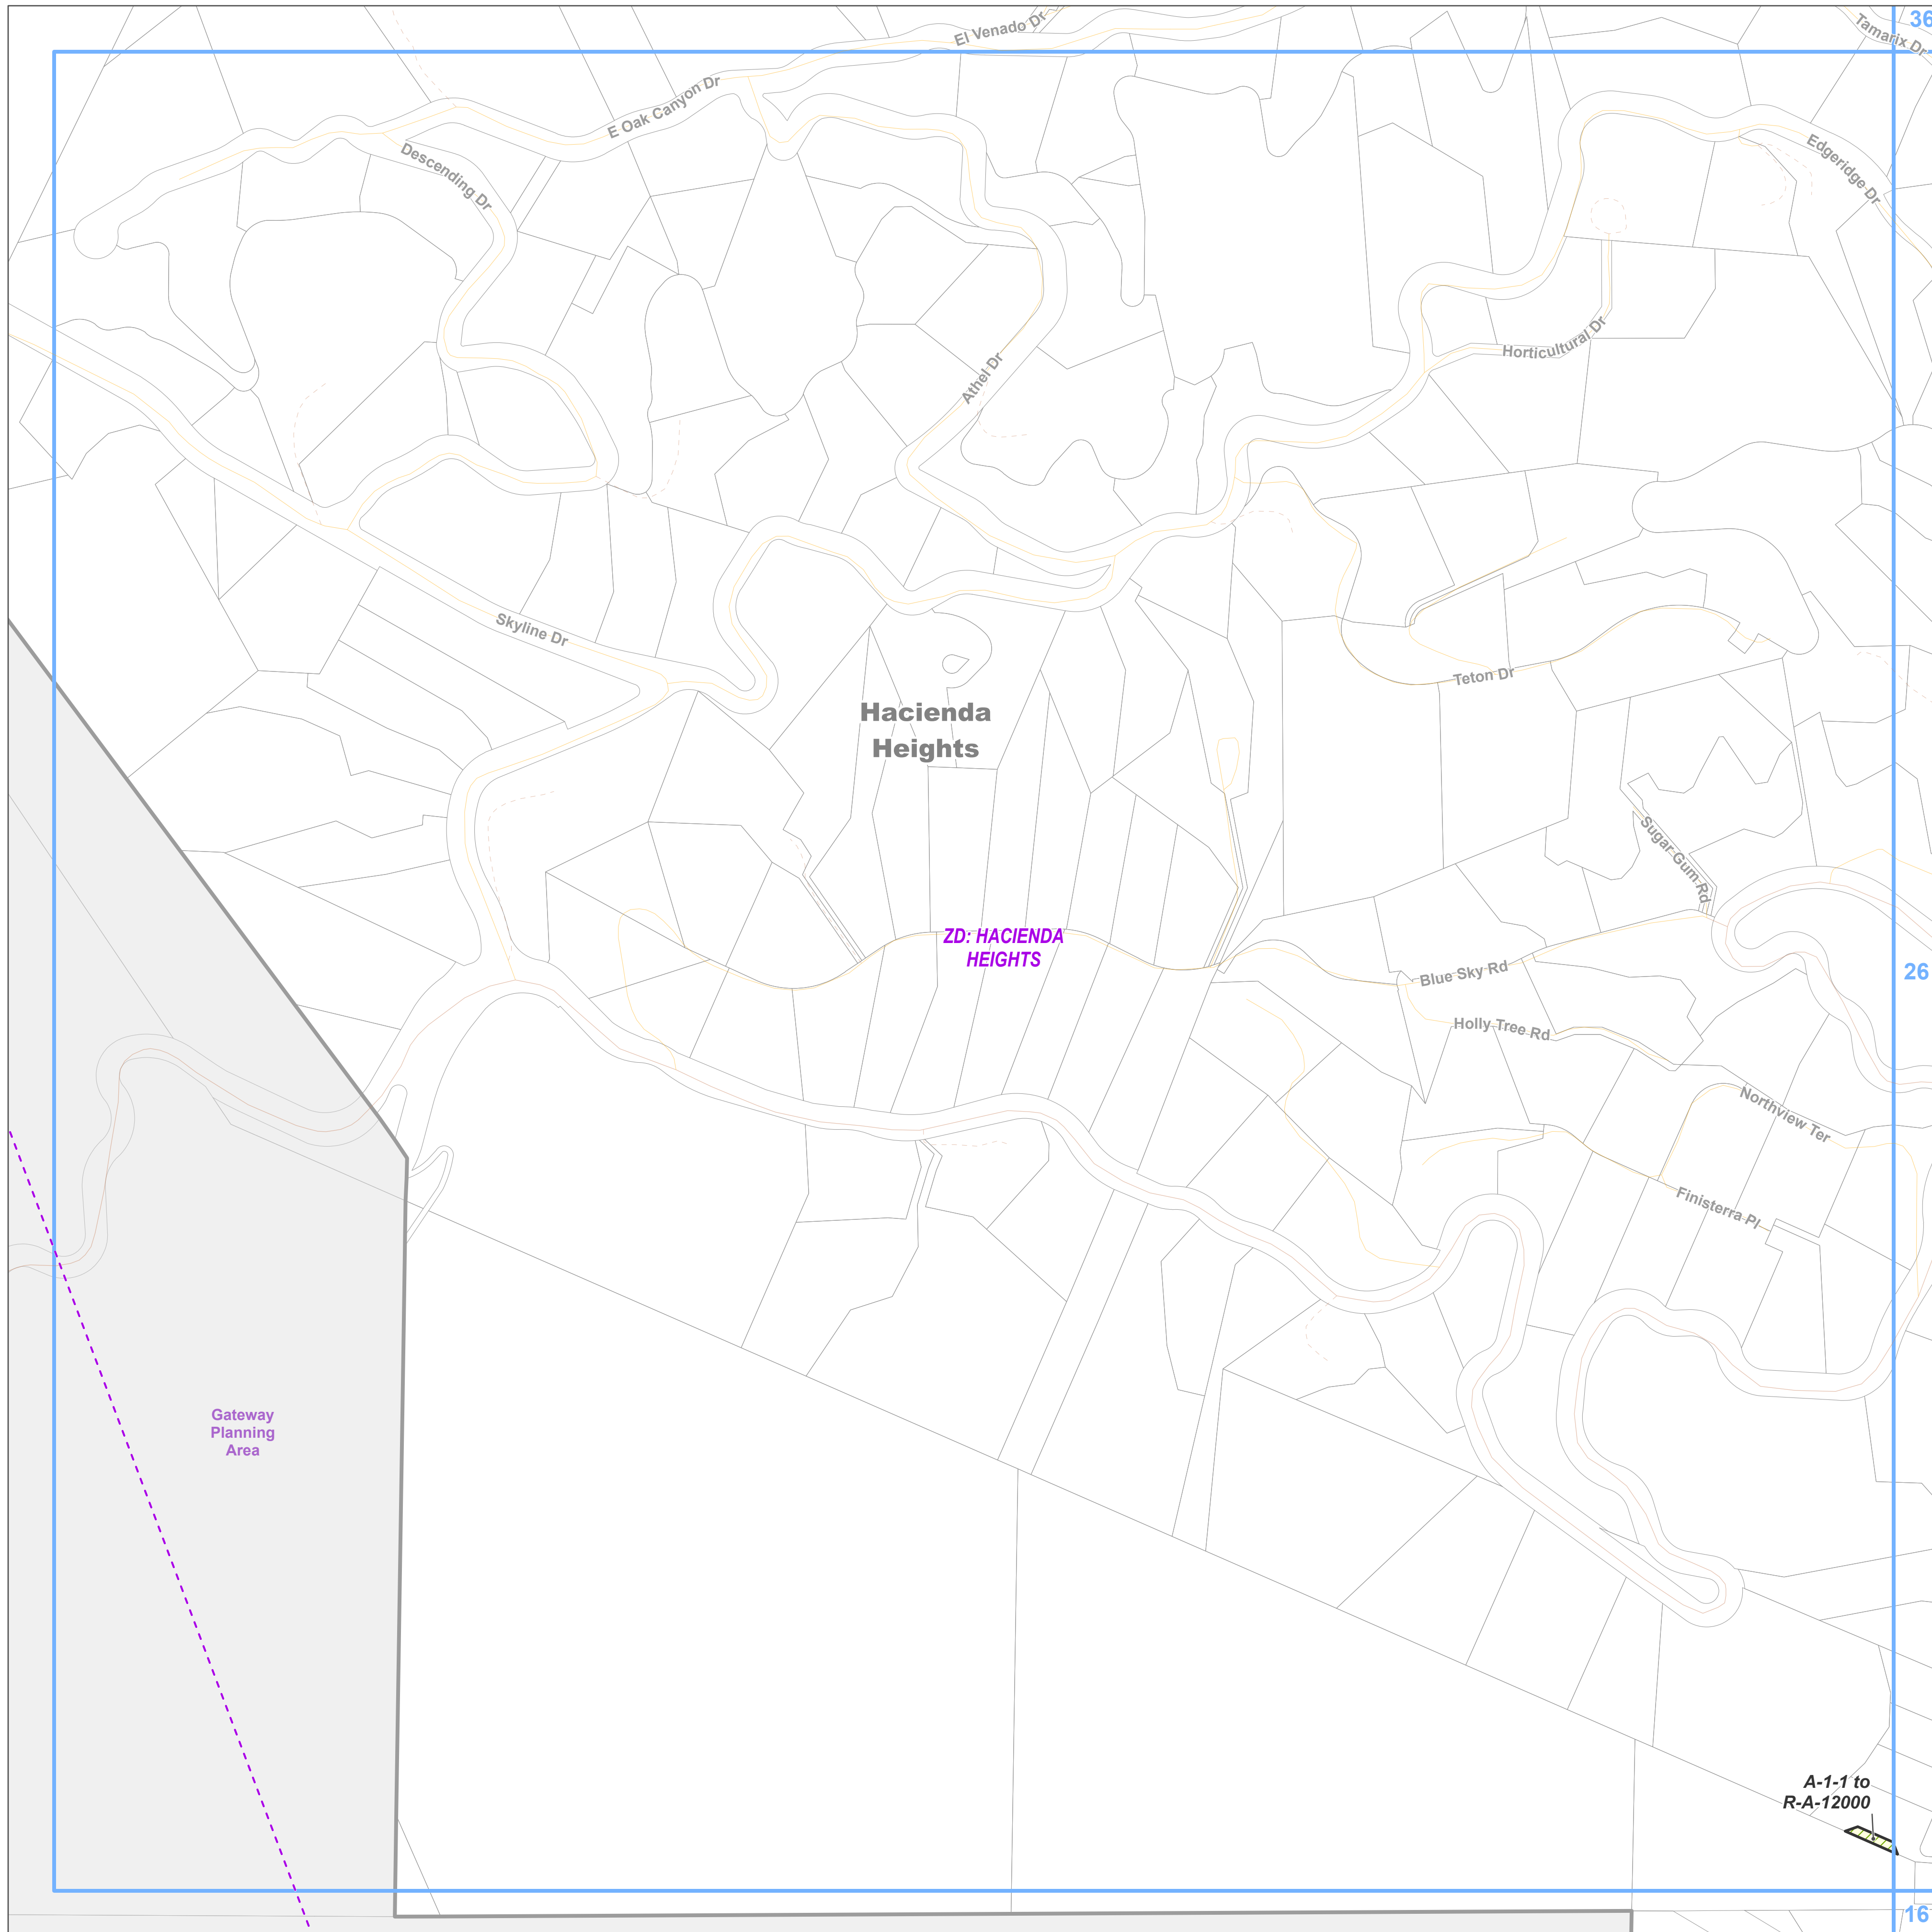 36
El Venado Dr
Tamarix Dr
E Oak Canyon Dr
Descending Dr
Edgeridge Dr
Horticultural Dr
Athel Dr
Skyline Dr
Teton Dr
Hacienda
Heights
Sugar Gum Rd
ZD: HACIENDA
HEIGHTS
Blue Sky Rd
26
Holly Tree Rd
Northview Ter
Finisterra Pl
Gateway
Planning
Area
A-1-1 to
R-A-12000
16